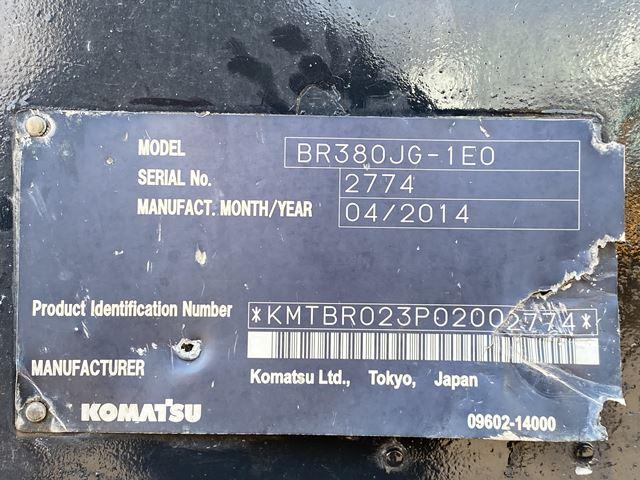 MODEL BR380JG-1E0
SERIAL No. 2774
MANUFACT. MONTH/YEAR 04/2014
Product Identification Number *KMTBR023P02002774*
MANUFACTURER Komatsu Ltd., Tokyo, Japan
KOMATSU 09602-14000